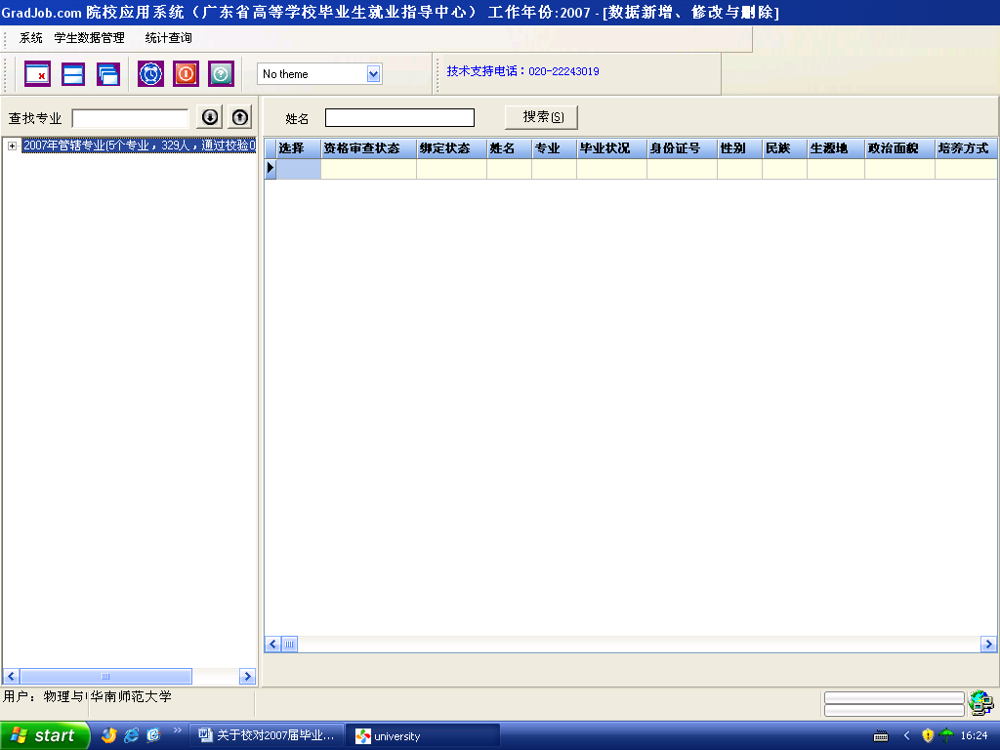 GradJob.com 院校应用系统（广东省高等学校毕业生就业指导中心） 工作年份:2007 - [数据新增、修改与删除]
系统 学生数据管理 统计查询
No theme 技术支持电话：020-22243019
查找专业 姓名 搜索(S)
2007年管辖专业(5个专业，329人，通过校验0
选择 资格审查状态 绑定状态 姓名 专业 毕业状况 身份证号 性别 民族 生源地 政治面貌 培养方式
用户：物理与 华南师范大学
start 关于校对2007届毕业... university 16:24